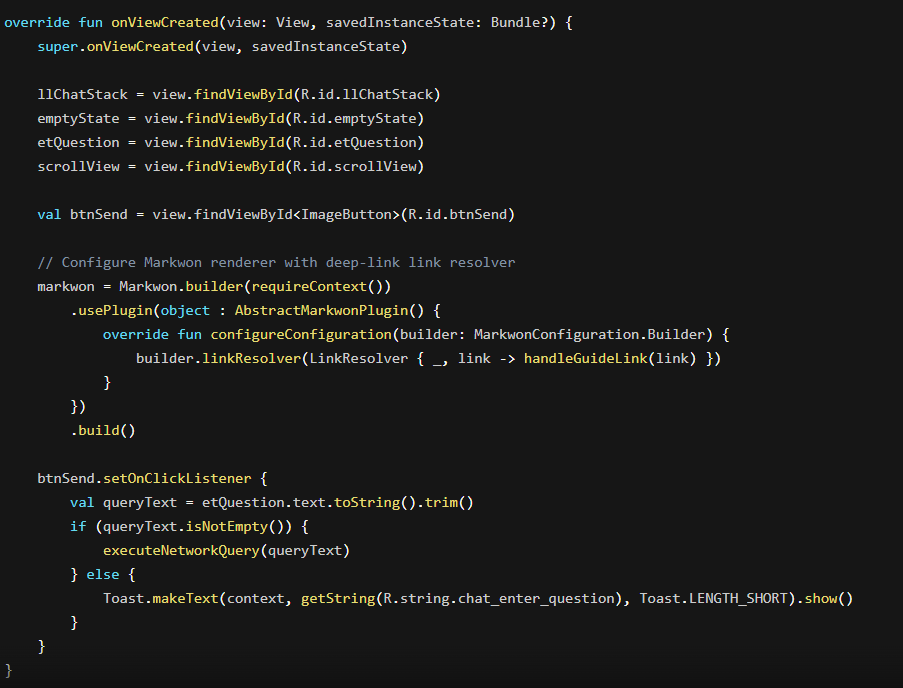 override fun onViewCreated(view: View, savedInstanceState: Bundle?) {
    super.onViewCreated(view, savedInstanceState)

    llChatStack = view.findViewById(R.id.llChatStack)
    emptyState = view.findViewById(R.id.emptyState)
    etQuestion = view.findViewById(R.id.etQuestion)
    scrollView = view.findViewById(R.id.scrollView)

    val btnSend = view.findViewById<ImageButton>(R.id.btnSend)

    // Configure Markwon renderer with deep-link link resolver
    markwon = Markwon.builder(requireContext())
        .usePlugin(object : AbstractMarkwonPlugin() {
            override fun configureConfiguration(builder: MarkwonConfiguration.Builder) {
                builder.linkResolver(LinkResolver { _, link -> handleGuideLink(link) })
            }
        })
        .build()

    btnSend.setOnClickListener {
        val queryText = etQuestion.text.toString().trim()
        if (queryText.isNotEmpty()) {
            executeNetworkQuery(queryText)
        } else {
            Toast.makeText(context, getString(R.string.chat_enter_question), Toast.LENGTH_SHORT).show()
        }
    }
}